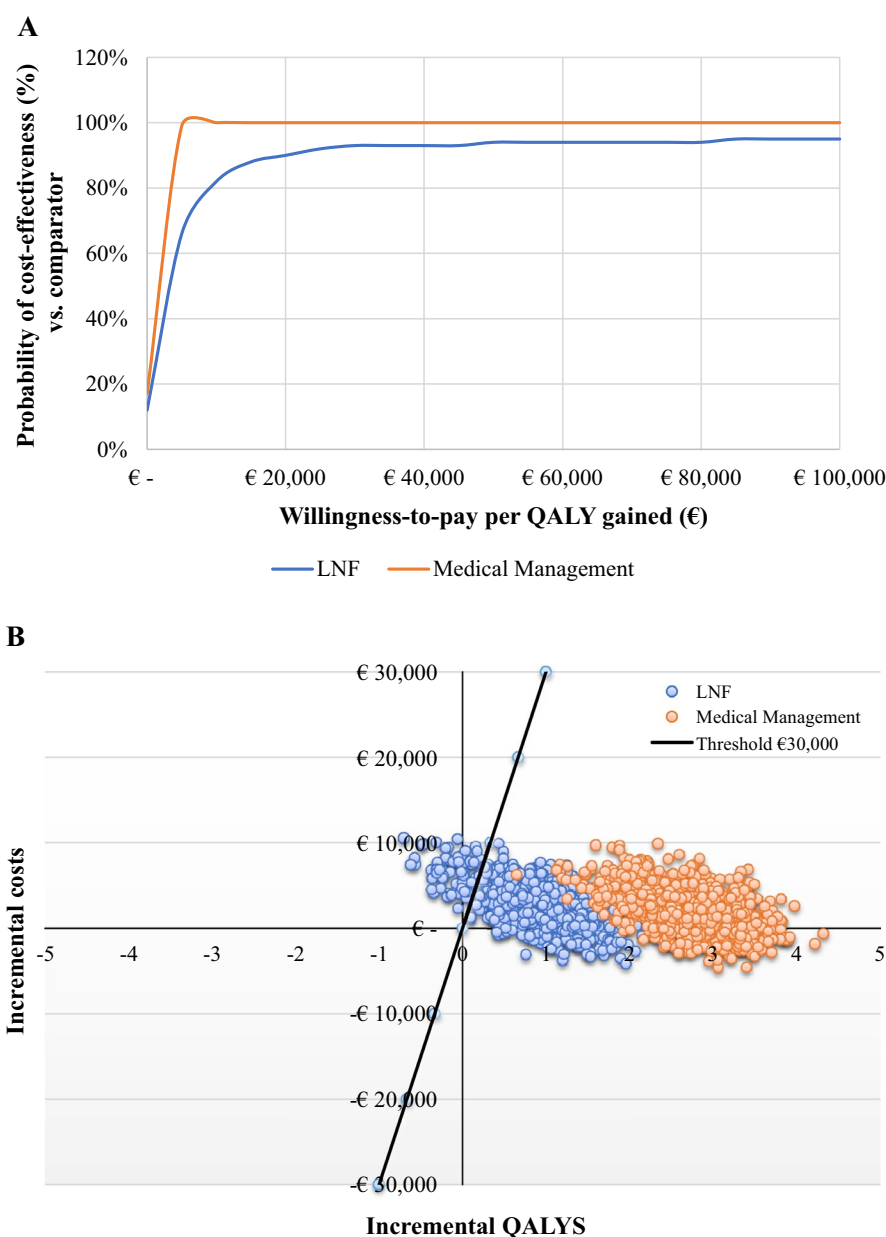 A
Probability of cost-effectiveness (%)
vs. comparator
120%
100%
80%
60%
40%
20%
0%
€ - € 20,000 € 40,000 € 60,000 € 80,000 € 100,000
Willingness-to-pay per QALY gained (€)
LNF Medical Management
B
Incremental costs
€ 30,000
€ 20,000
€ 10,000
€ -
-€ 10,000
-€ 20,000
-€ 30,000
LNF
Medical Management
Threshold €30,000
-5 -4 -3 -2 -1 0 1 2 3 4 5
Incremental QALYS